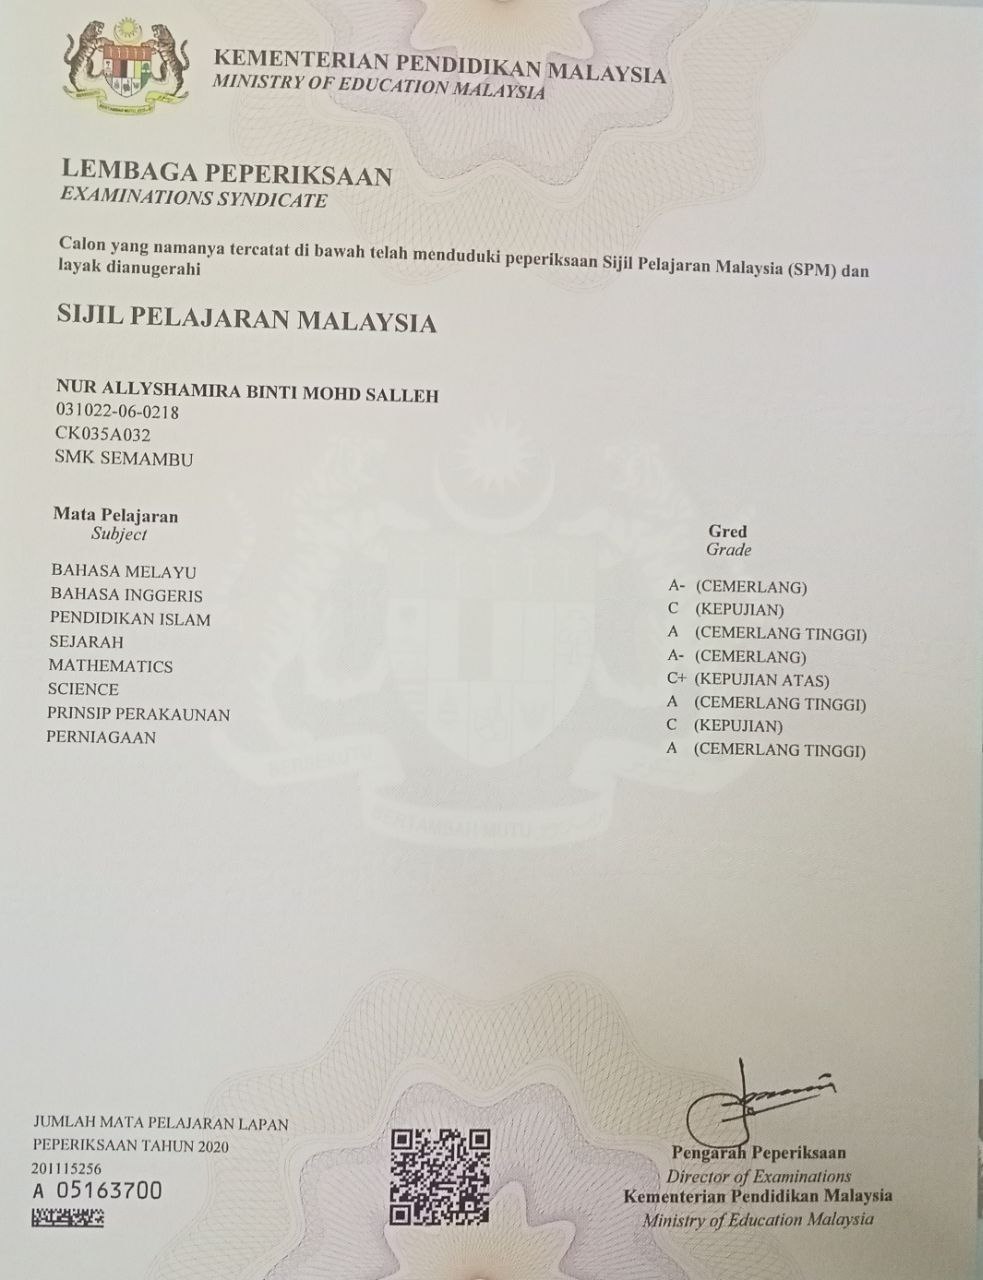 KEMENTERIAN PENDIDIKAN MALAYSIA
MINISTRY OF EDUCATION MALAYSIA
LEMBAGA PEPERIKSAAN
EXAMINATIONS SYNDICATE
Calon yang namanya tercatat di bawah telah menduduki peperiksaan Sijil Pelajaran Malaysia (SPM) dan
layak dianugerahi
SIJIL PELAJARAN MALAYSIA
NUR ALLYSHAMIRA BINTI MOHD SALLEH
031022-06-0218
CK035A032
SMK SEMAMBU
Mata Pelajaran Gred
Subject Grade
BAHASA MELAYU A- (CEMERLANG)
BAHASA INGGERIS C (KEPUJIAN)
PENDIDIKAN ISLAM A (CEMERLANG TINGGI)
SEJARAH A- (CEMERLANG)
MATHEMATICS C+ (KEPUJIAN ATAS)
SCIENCE A (CEMERLANG TINGGI)
PRINSIP PERAKAUNAN C (KEPUJIAN)
PERNIAGAAN A (CEMERLANG TINGGI)
BERTAMBAH MUTU
JUMLAH MATA PELAJARAN LAPAN
PEPERIKSAAN TAHUN 2020
201115256
A 05163700
Pengarah Peperiksaan
Director of Examinations
Kementerian Pendidikan Malaysia
Ministry of Education Malaysia